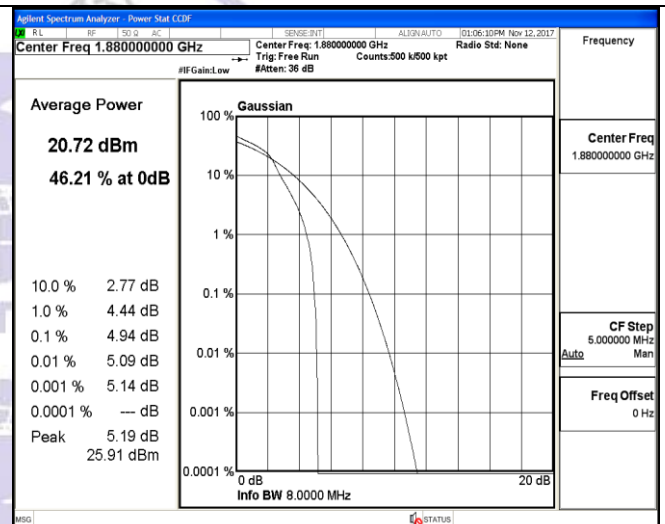 Agilent Spectrum Analyzer - Power Stat CCDF
RL RF 50 Ω AC SENSE:INT ALIGN AUTO 01:06:10PM Nov 12, 2017
Center Freq 1.880000000 GHz
Center Freq: 1.880000000 GHz Radio Std: None
Trig: Free Run Counts:500 k/500 kpt
#IFGain:Low #Atten: 36 dB
Frequency
Average Power
20.72 dBm
46.21 % at 0dB
10.0 % 2.77 dB
1.0 % 4.44 dB
0.1 % 4.94 dB
0.01 % 5.09 dB
0.001 % 5.14 dB
0.0001 % --- dB
Peak 5.19 dB
25.91 dBm
Gaussian
100 %
10 %
1 %
0.1 %
0.01 %
0.001 %
0.0001 %
0 dB 20 dB
Info BW 8.0000 MHz
Center Freq
1.880000000 GHz
CF Step
5.000000 MHz
Auto Man
Freq Offset
0 Hz
MSG STATUS